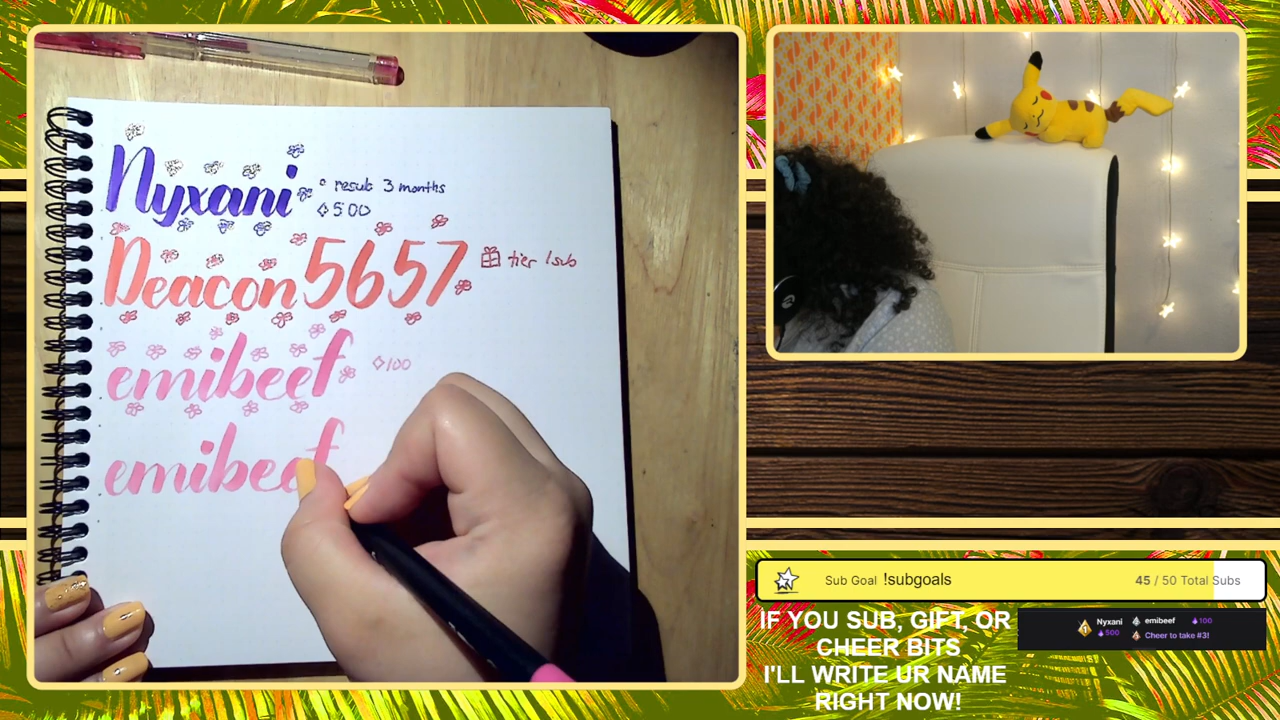 Nyxani
resub 3 months
500
Deacon5657
tier 1 sub
emibeef
100
emibeef
Sub Goal !subgoals
45 / 50 Total Subs
IF YOU SUB, GIFT, OR
CHEER BITS
I'LL WRITE UR NAME
RIGHT NOW!
1 Nyxani
500
emibeef 100
Cheer to take #3!